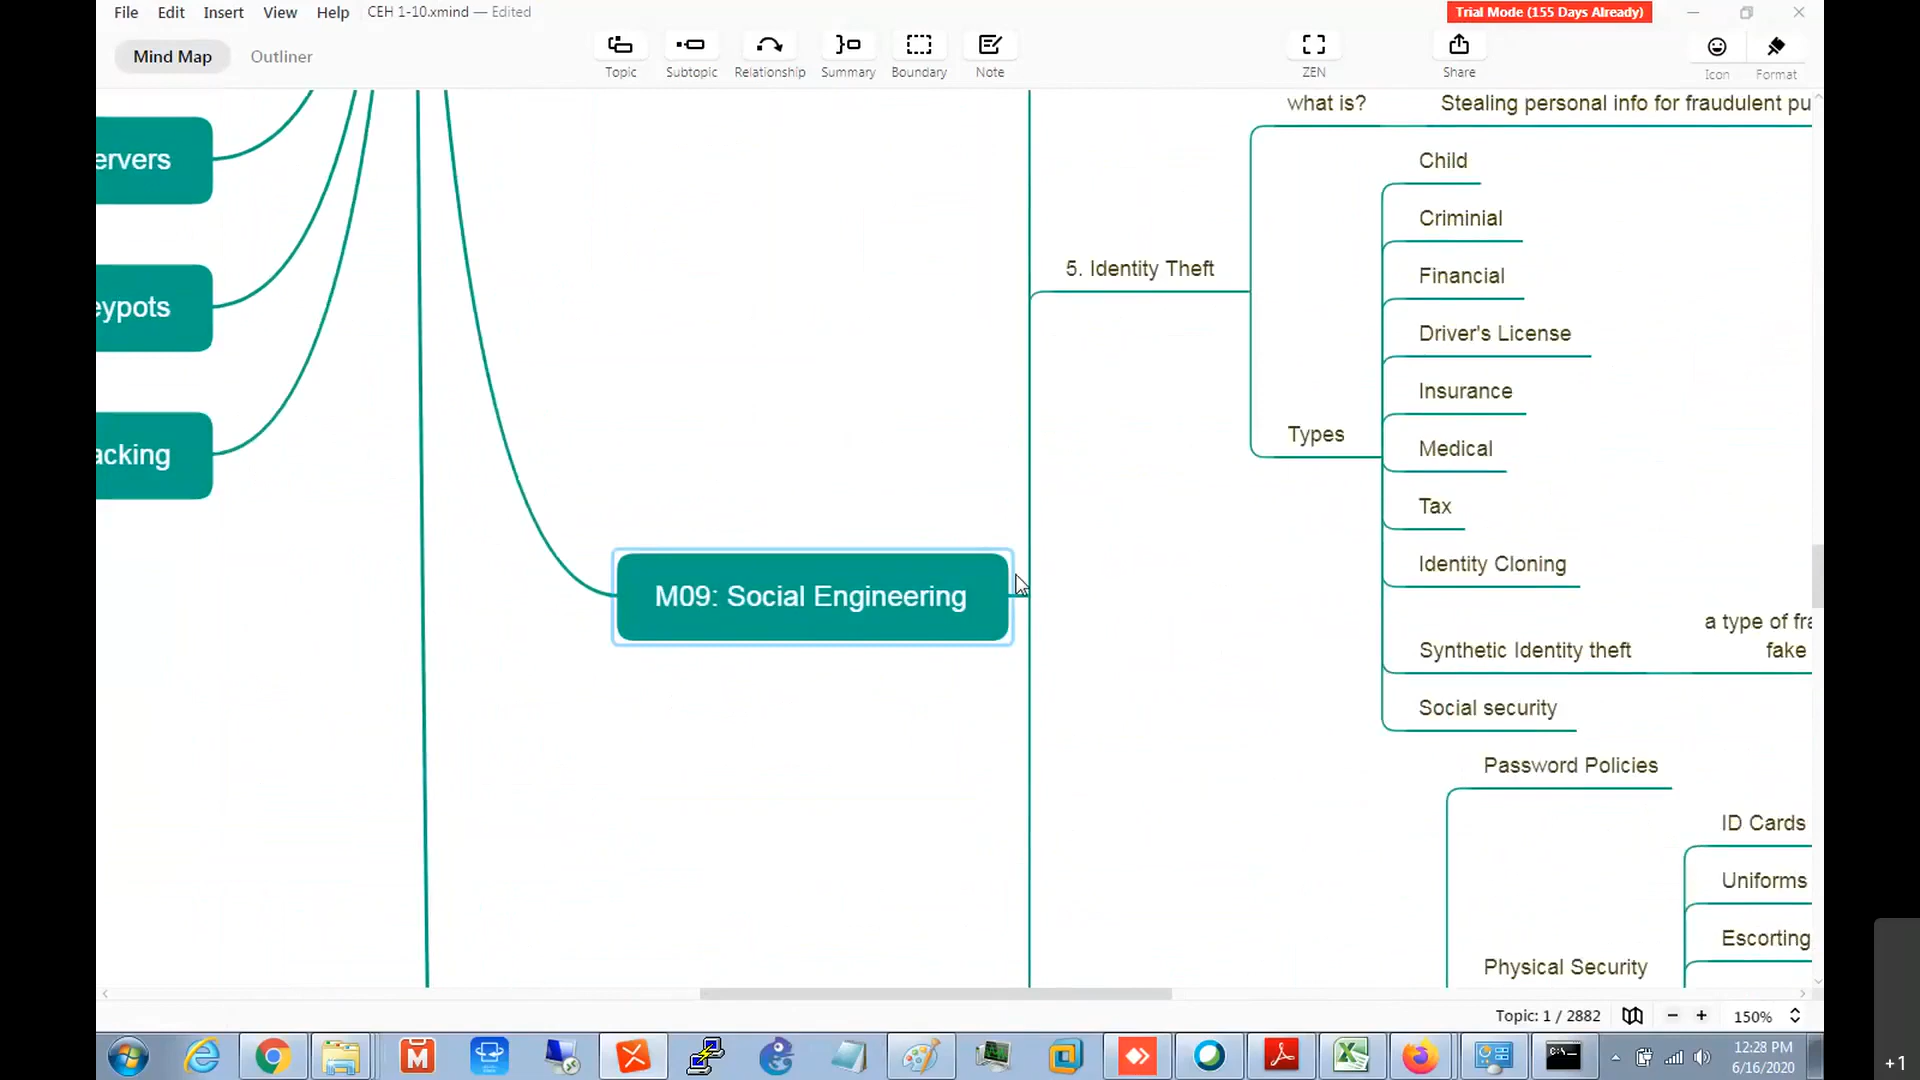 File Edit Insert View Help CEH 1-10.xmind — Edited
Trial Mode (155 Days Already)
Mind Map Outliner
Topic Subtopic Relationship Summary Boundary Note ZEN Share Icon Format
what is? Stealing personal info for fraudulent pu
ervers
Child
Criminial
5. Identity Theft
Financial
eypots
Driver's License
Insurance
Types
Medical
acking
Tax
Identity Cloning
M09: Social Engineering
a type of fra
fake
Synthetic Identity theft
Social security
Password Policies
ID Cards
Uniforms
Escorting
Physical Security
Topic: 1 / 2882 150%
12:28 PM
6/16/2020
+1